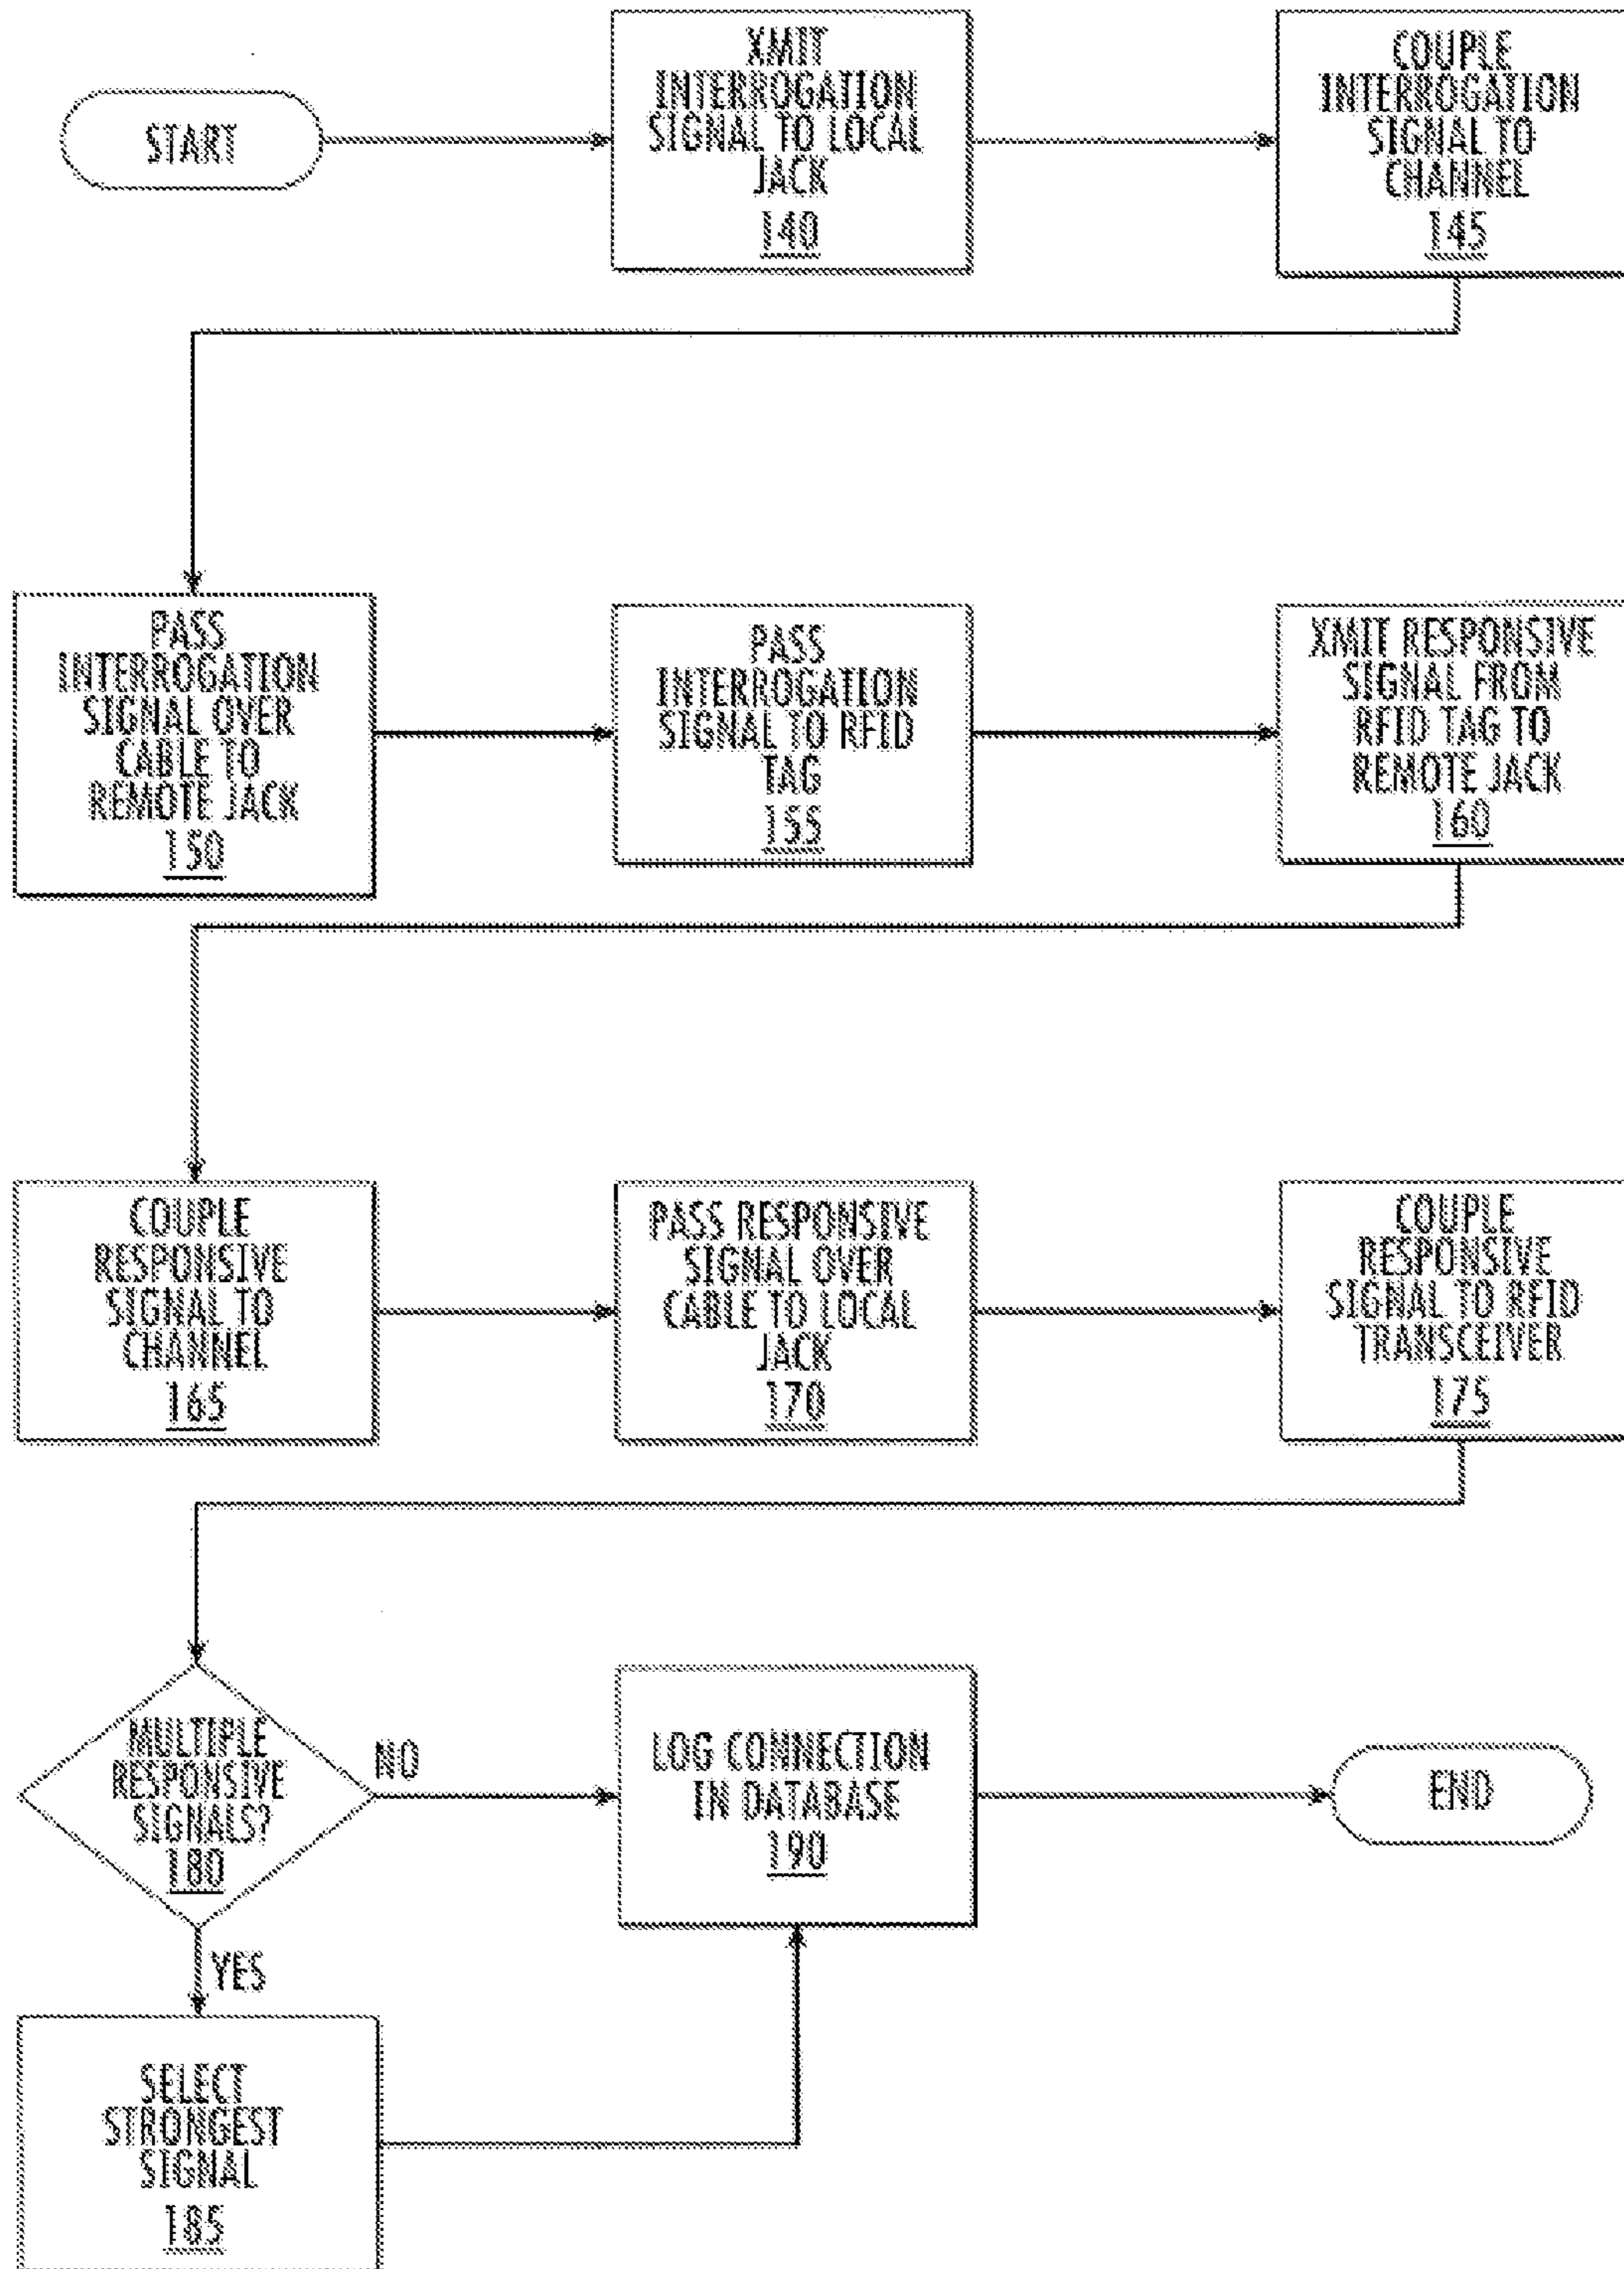 START
XMIT
INTERROGATION
SIGNAL TO LOCAL
JACK
140
COUPLE
INTERROGATION
SIGNAL TO
CHANNEL
145
PASS
INTERROGATION
SIGNAL OVER
CABLE TO
REMOTE JACK
150
PASS
INTERROGATION
SIGNAL TO RFID
TAG
155
XMIT RESPONSIVE
SIGNAL FROM
RFID TAG TO
REMOTE JACK
160
COUPLE
RESPONSIVE
SIGNAL TO
CHANNEL
165
PASS RESPONSIVE
SIGNAL OVER
CABLE TO LOCAL
JACK
170
COUPLE
RESPONSIVE
SIGNAL TO RFID
TRANSCEIVER
175
MULTIPLE
RESPONSIVE
SIGNALS?
180
NO
LOG CONNECTION
IN DATABASE
190
END
YES
SELECT
STRONGEST
SIGNAL
185